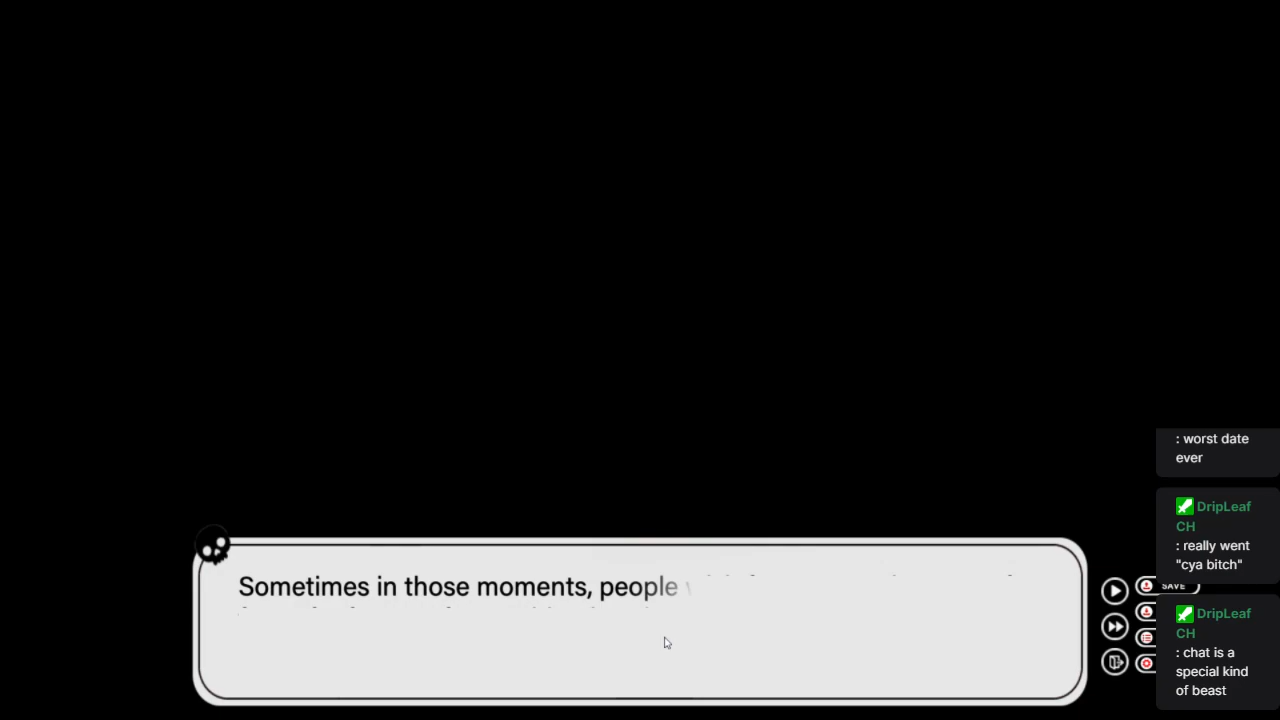 Sometimes in those moments, people
SAVE
: worst date
ever
DripLeaf
CH
: really went
"cya bitch"
DripLeaf
CH
: chat is a
special kind
of beast